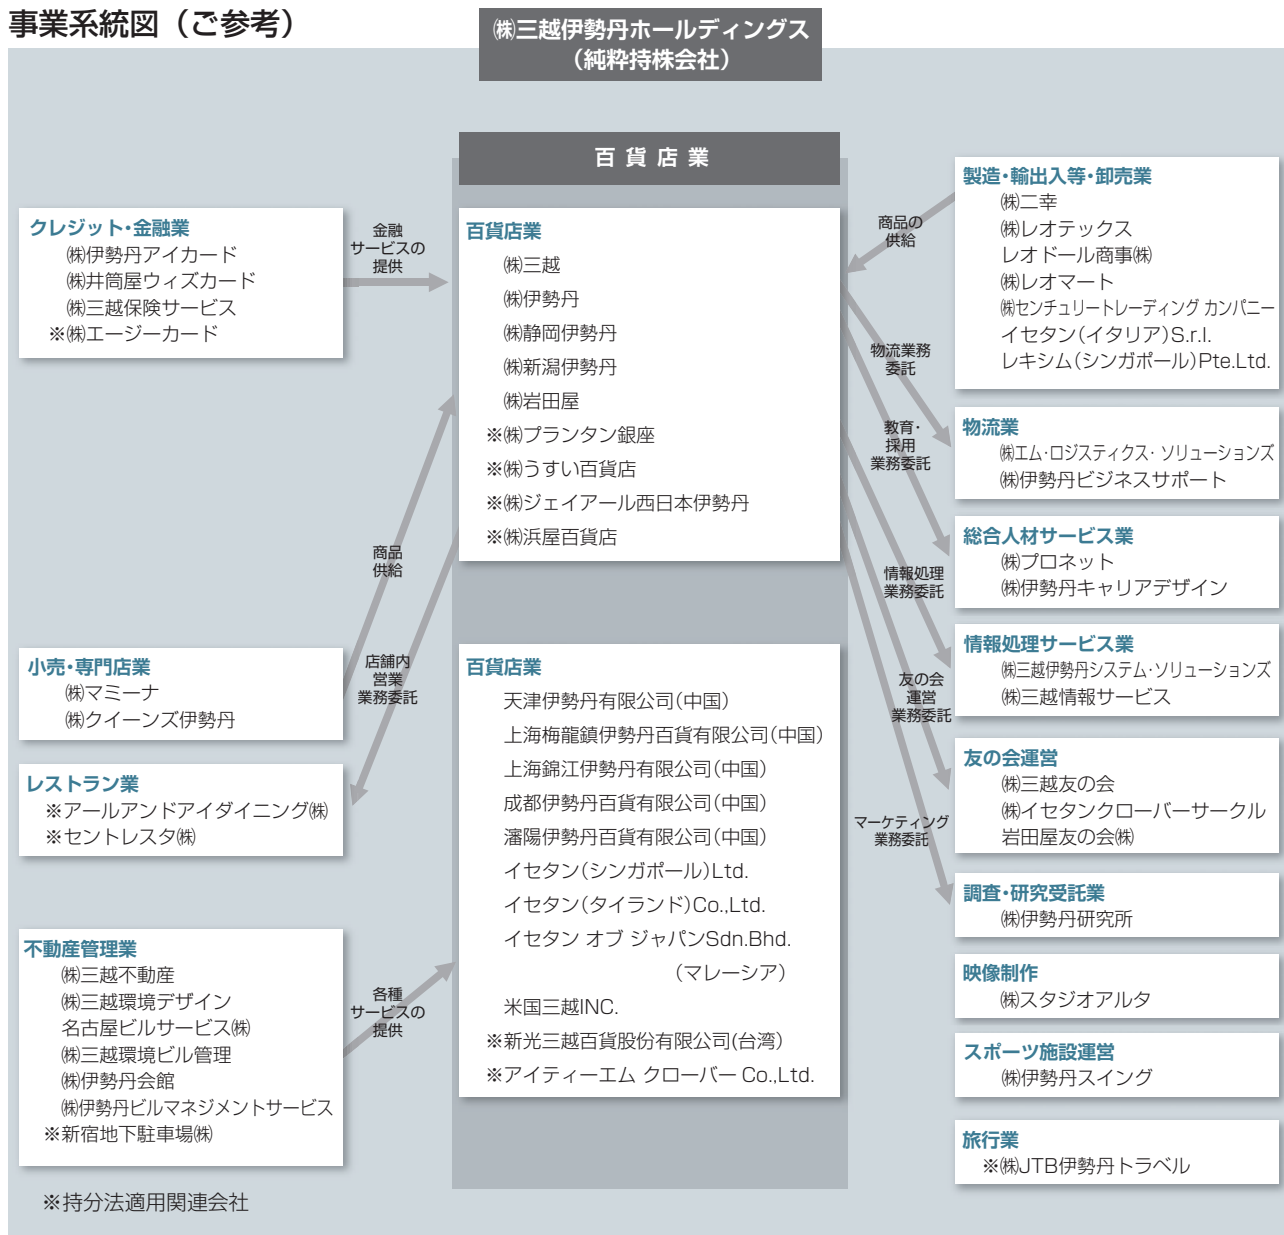 事業系統図（ご参考）
㈱三越伊勢丹ホールディングス
（純粋持株会社）
百貨店業
クレジット・金融業
㈱伊勢丹アイカード
㈱井筒屋ウィズカード
㈱三越保険サービス
※㈱エージーカード
金融
サービスの
提供
百貨店業
㈱三越
㈱伊勢丹
㈱静岡伊勢丹
㈱新潟伊勢丹
㈱岩田屋
※㈱プランタン銀座
※㈱うすい百貨店
※㈱ジェイアール西日本伊勢丹
※㈱浜屋百貨店
商品の
供給
製造・輸出入等・卸売業
㈱二幸
㈱レオテックス
レオドール商事㈱
㈱レオマート
㈱センチュリートレーディング カンパニー
イセタン（イタリア）S.r.l.
レキシム（シンガポール）Pte.Ltd.
物流業務
委託
物流業
㈱エム・ロジスティクス・ソリューションズ
㈱伊勢丹ビジネスサポート
教育・
採用
業務委託
総合人材サービス業
㈱プロネット
㈱伊勢丹キャリアデザイン
商品
供給
情報処理
業務委託
小売・専門店業
㈱マミーナ
㈱クイーンズ伊勢丹
店舗内
営業
業務委託
百貨店業
天津伊勢丹有限公司（中国）
上海梅龍鎮伊勢丹百貨有限公司（中国）
上海錦江伊勢丹有限公司（中国）
成都伊勢丹百貨有限公司（中国）
瀋陽伊勢丹百貨有限公司（中国）
イセタン（シンガポール）Ltd.
イセタン（タイランド）Co.,Ltd.
イセタン オブ ジャパンSdn.Bhd.
（マレーシア）
米国三越INC.
※新光三越百貨股份有限公司(台湾）
※アイティーエム クローバー Co.,Ltd.
情報処理サービス業
㈱三越伊勢丹システム・ソリューションズ
㈱三越情報サービス
友の会
運営
業務委託
レストラン業
※アールアンドアイダイニング㈱
※セントレスタ㈱
友の会運営
㈱三越友の会
㈱イセタンクローバーサークル
岩田屋友の会㈱
マーケティング
業務委託
調査・研究受託業
㈱伊勢丹研究所
不動産管理業
㈱三越不動産
㈱三越環境デザイン
名古屋ビルサービス㈱
㈱三越環境ビル管理
㈱伊勢丹会館
㈱伊勢丹ビルマネジメントサービス
※新宿地下駐車場㈱
各種
サービスの
提供
映像制作
㈱スタジオアルタ
スポーツ施設運営
㈱伊勢丹スイング
旅行業
※㈱JTB伊勢丹トラベル
※持分法適用関連会社